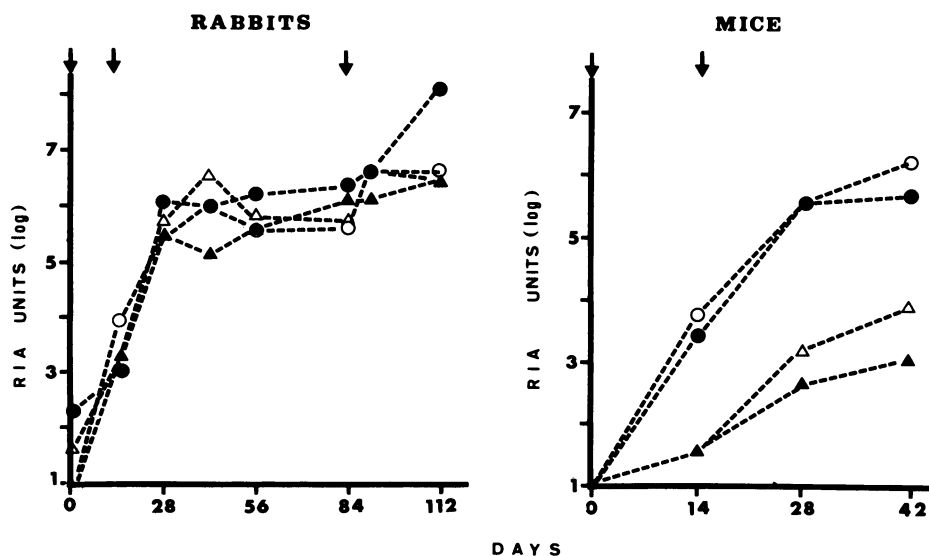 RABBITS
RIA UNITS (log)
7
5
3
1
0 28 56 84 112
MICE
RIA UNITS (log)
7
5
3
1
0 14 28 42
DAYS